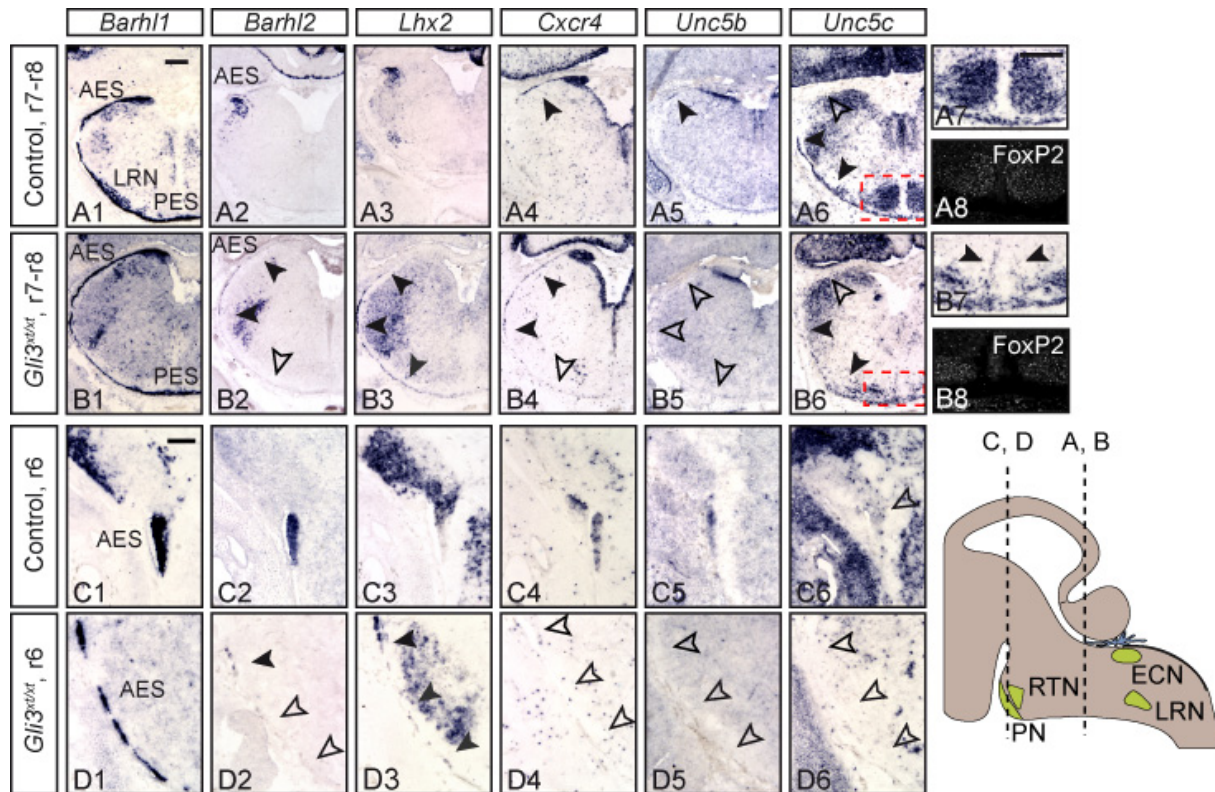 Barhl1 Barhl2 Lhx2 Cxcr4 Unc5b Unc5c
Control, r7-r8
AES
LRN
PES
A1
AES
A2
A3
A4
A5
A6
A7
FoxP2
A8
Gli3xt/xt, r7-r8
AES
PES
B1
AES
B2
B3
B4
B5
B6
B7
FoxP2
B8
Control, r6
AES
C1
C2
C3
C4
C5
C6
Gli3xt/xt, r6
AES
D1
D2
D3
D4
D5
D6
C, D A, B
ECN
RTN
LRN
PN